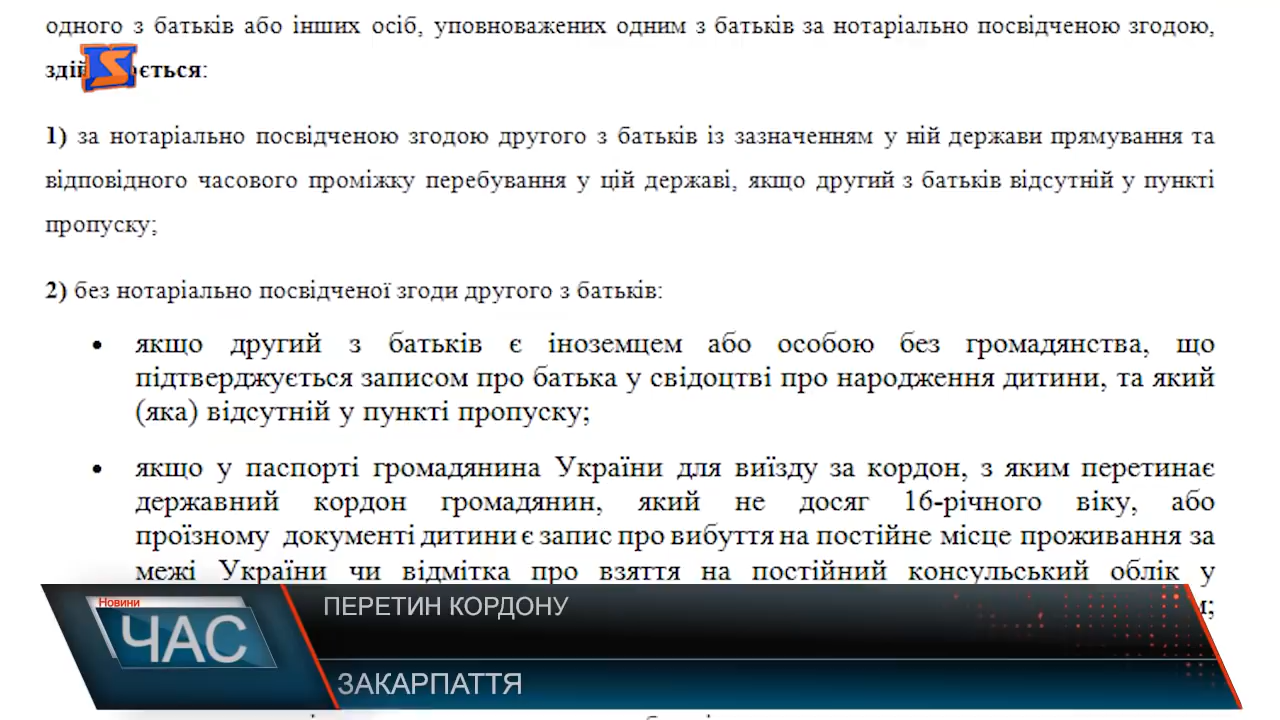 одного з батьків або інших осіб, уповноважених одним з батьків за нотаріально посвідченою згодою,
1) за нотаріально посвідченою згодою другого з батьків із зазначенням у ній держави прямування та
відповідного часового проміжку перебування у цій державі, якщо другий з батьків відсутній у пункті
пропуску;
2) без нотаріально посвідченої згоди другого з батьків:
• якщо другий з батьків є іноземцем або особою без громадянства, що
підтверджується записом про батька у свідоцтві про народження дитини, та який
(яка) відсутній у пункті пропуску;
• якщо у паспорті громадянина України для виїзду за кордон, з яким перетинає
державний кордон громадянин, який не досяг 16-річного віку, або
проїзному документі дитини є запис про вибуття на постійне місце проживання за
межі України чи відмітка про взяття на постійний консульський облік у
Новини
ЧАС
ПЕРЕТИН КОРДОНУ
ЗАКАРПАТТЯ